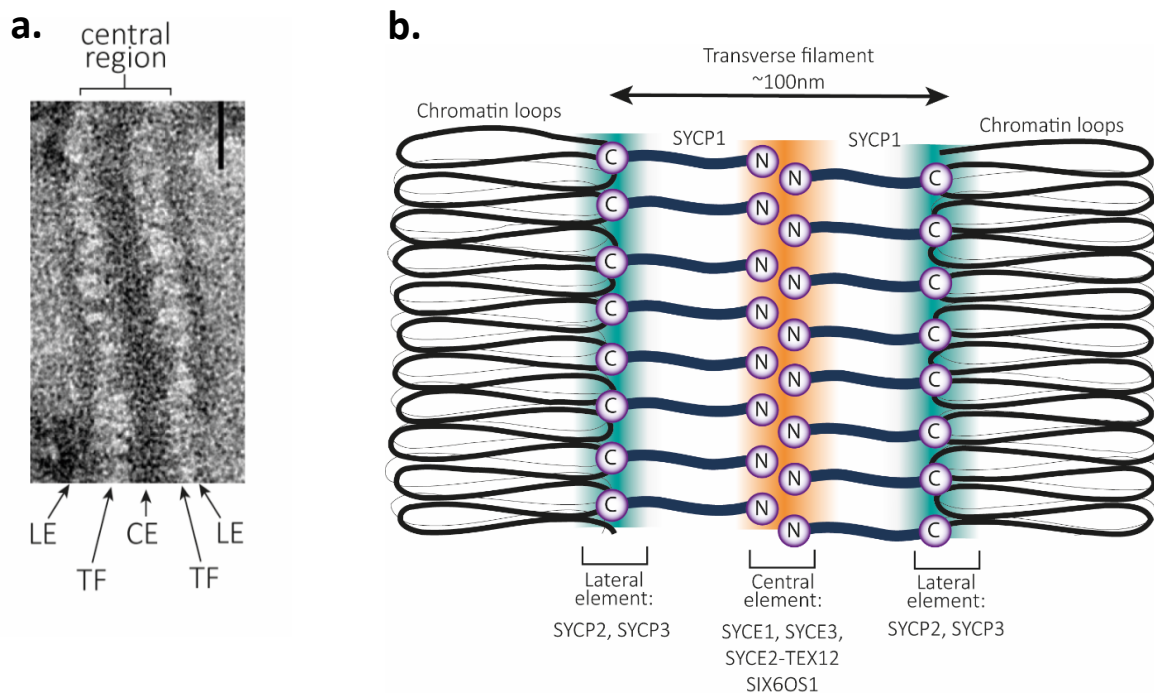 a.
central
region
LE
TF
CE
TF
LE
b.
Transverse filament
~100nm
Chromatin loops
SYCP1
SYCP1
Chromatin loops
C
N
N
C
C
N
N
C
C
N
N
C
C
N
N
C
C
N
N
C
C
N
N
C
C
N
N
C
C
N
N
C
Lateral
element:
SYCP2, SYCP3
Central
element:
SYCE1, SYCE3,
SYCE2-TEX12
SIX6OS1
Lateral
element:
SYCP2, SYCP3